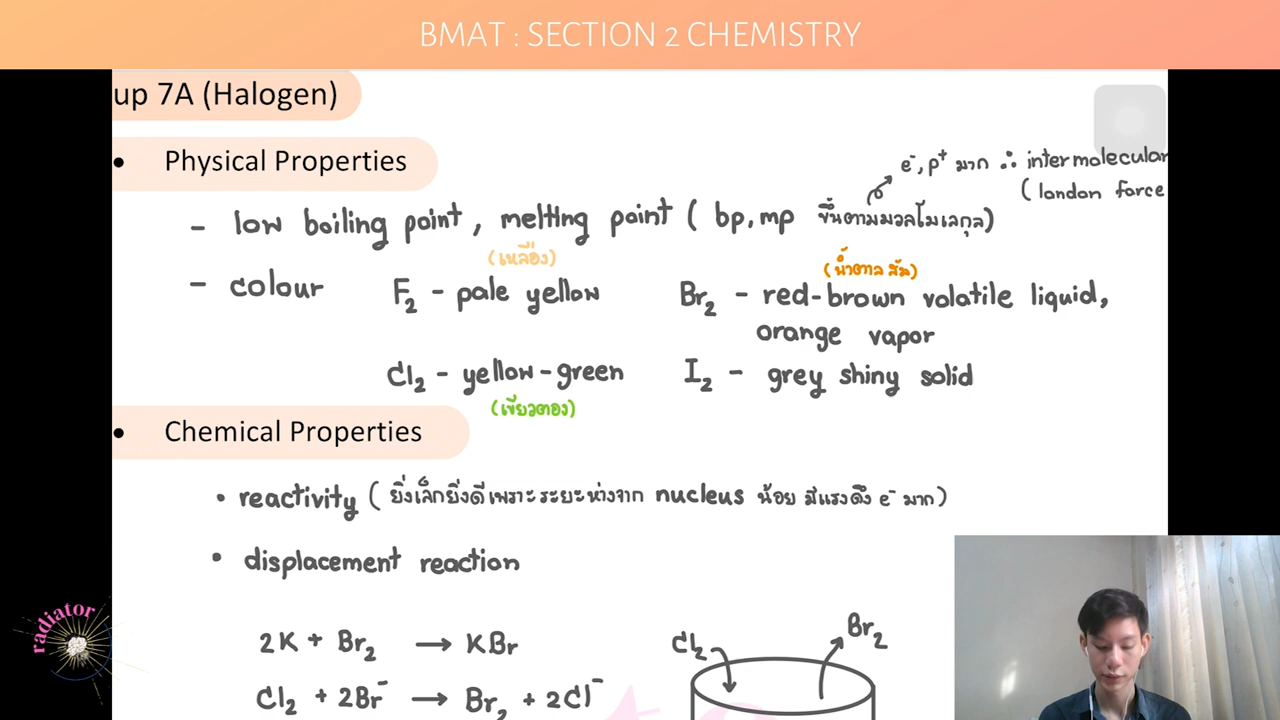 BMAT : SECTION 2 CHEMISTRY
up 7A (Halogen)
• Physical Properties
e⁻, p⁺ มาก ∴ intermolecular
(london force
- low boiling point, melting point ( bp, mp ขึ้นตามมวลโมเลกุล)
(เหลือง)
(น้ำตาล ส้ม)
- colour F₂ - pale yellow Br₂ - red-brown volatile liquid,
orange vapor
Cl₂ - yellow-green I₂ - grey shiny solid
(เขียวตอง)
• Chemical Properties
• reactivity ( ยิ่งเล็กยิ่งดีเพราะระยะห่างจาก nucleus น้อย มีแรงดึง e⁻ มาก)
• displacement reaction
radiator
2K + Br₂ → KBr
Cl₂ Br₂
Cl₂ + 2Br⁻ → Br₂ + 2Cl⁻